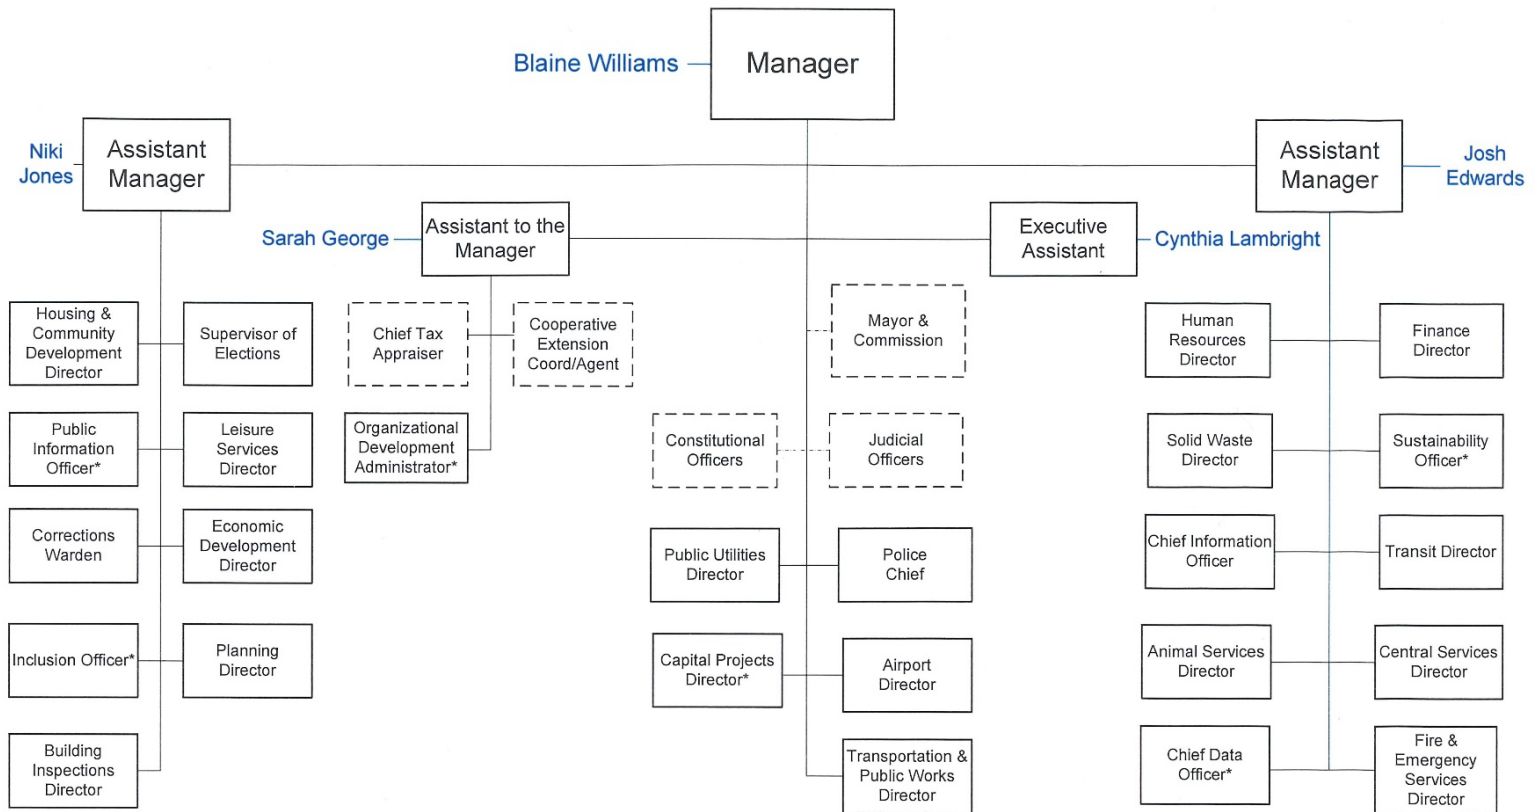 Blaine Williams
Manager
Niki
Jones
Assistant
Manager
Assistant
Manager
Josh
Edwards
Sarah George
Assistant to the
Manager
Executive
Assistant
Cynthia Lambright
Housing &
Community
Development
Director
Supervisor of
Elections
Chief Tax
Appraiser
Cooperative
Extension
Coord/Agent
Mayor &
Commission
Human
Resources
Director
Finance
Director
Public
Information
Officer*
Leisure
Services
Director
Organizational
Development
Administrator*
Constitutional
Officers
Judicial
Officers
Solid Waste
Director
Sustainability
Officer*
Corrections
Warden
Economic
Development
Director
Public Utilities
Director
Police
Chief
Chief Information
Officer
Transit Director
Inclusion Officer*
Planning
Director
Capital Projects
Director*
Airport
Director
Animal Services
Director
Central Services
Director
Building
Inspections
Director
Transportation &
Public Works
Director
Chief Data
Officer*
Fire &
Emergency
Services
Director